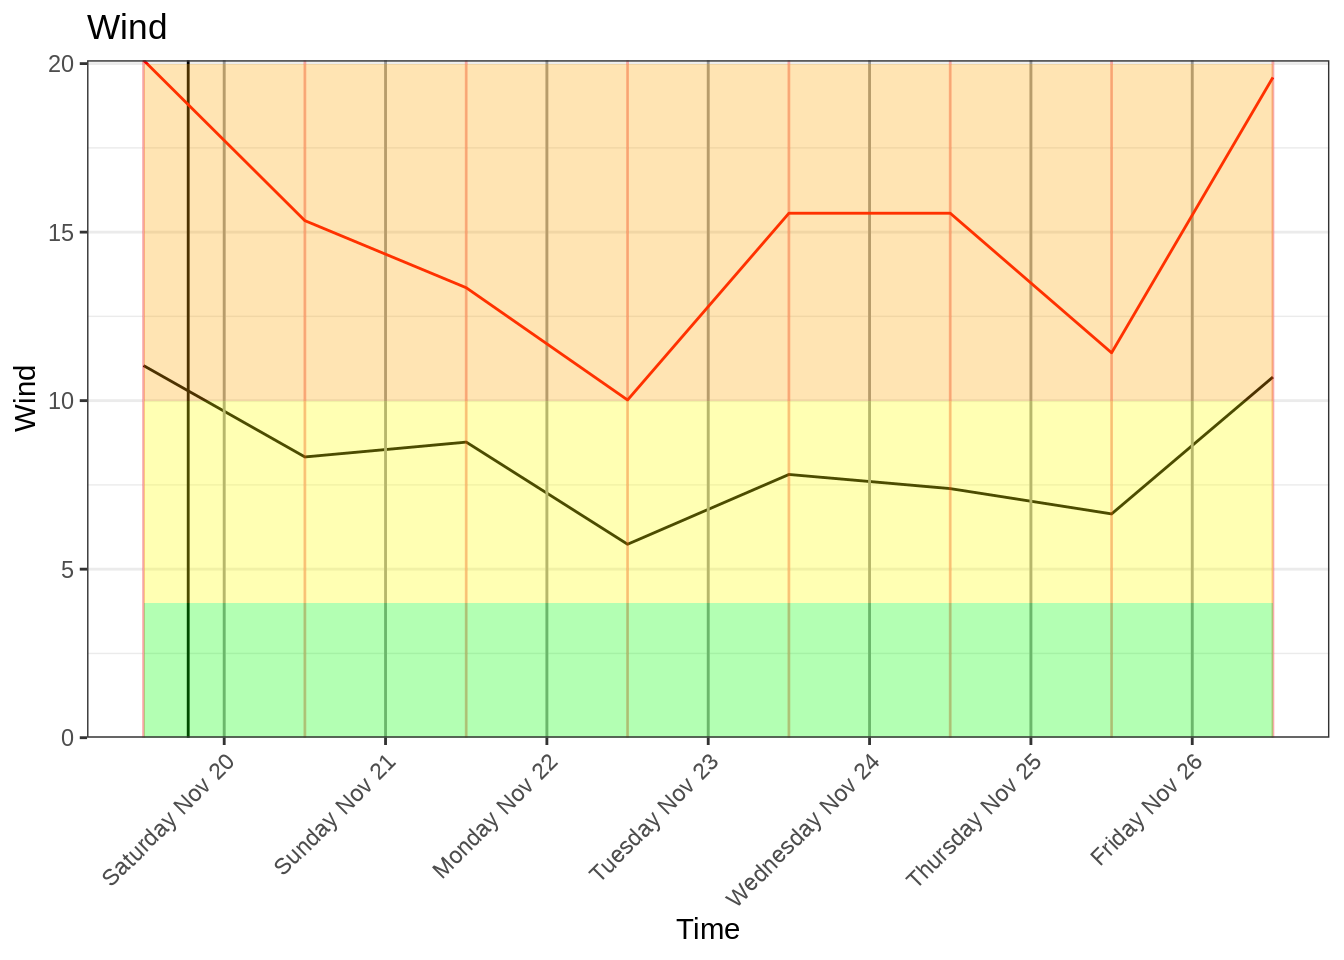 Wind
20
15
10
5
0
Wind
Saturday Nov 20
Sunday Nov 21
Monday Nov 22
Tuesday Nov 23
Wednesday Nov 24
Thursday Nov 25
Friday Nov 26
Time